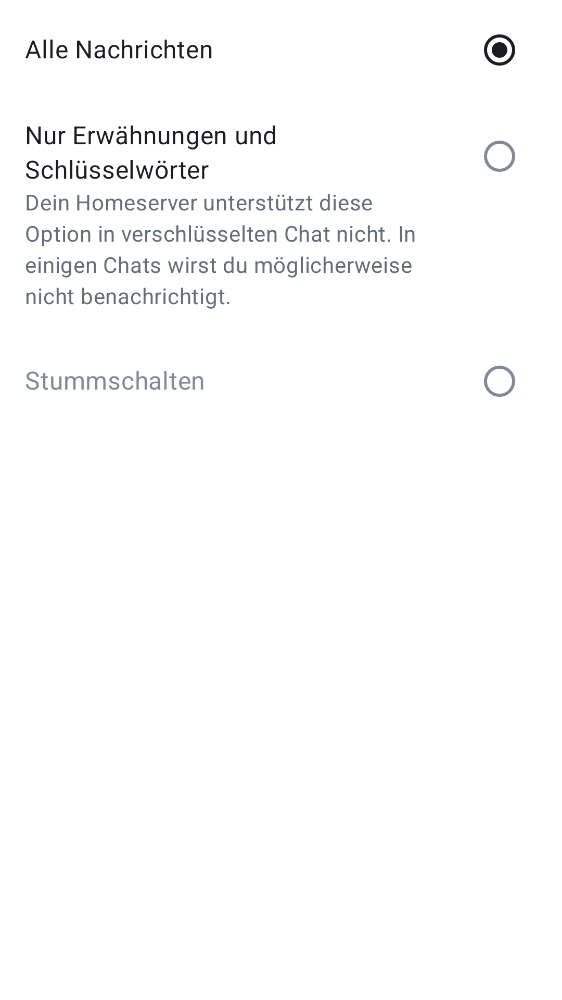 Alle Nachrichten
Nur Erwähnungen und
Schlüsselwörter
Dein Homeserver unterstützt diese
Option in verschlüsselten Chat nicht. In
einigen Chats wirst du möglicherweise
nicht benachrichtigt.
Stummschalten